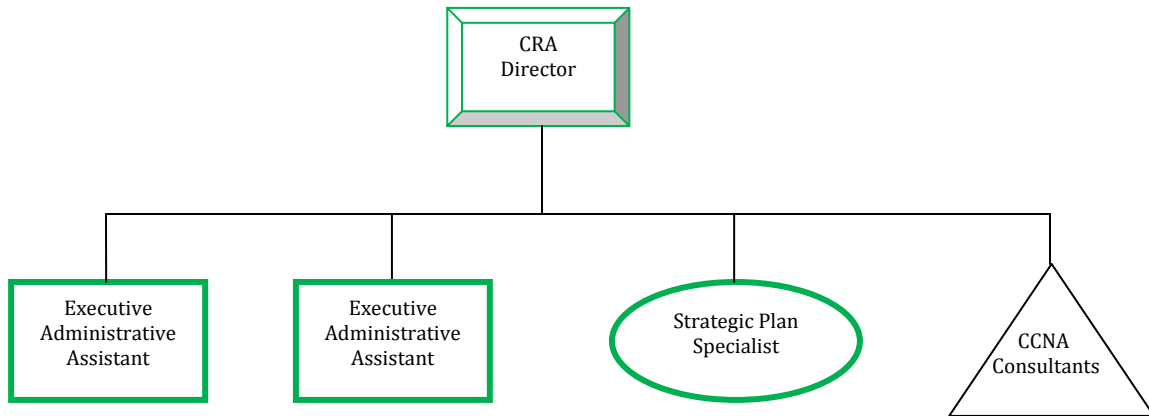 CRA
Director
Executive
Administrative
Assistant
Executive
Administrative
Assistant
Strategic Plan
Specialist
CCNA
Consultants